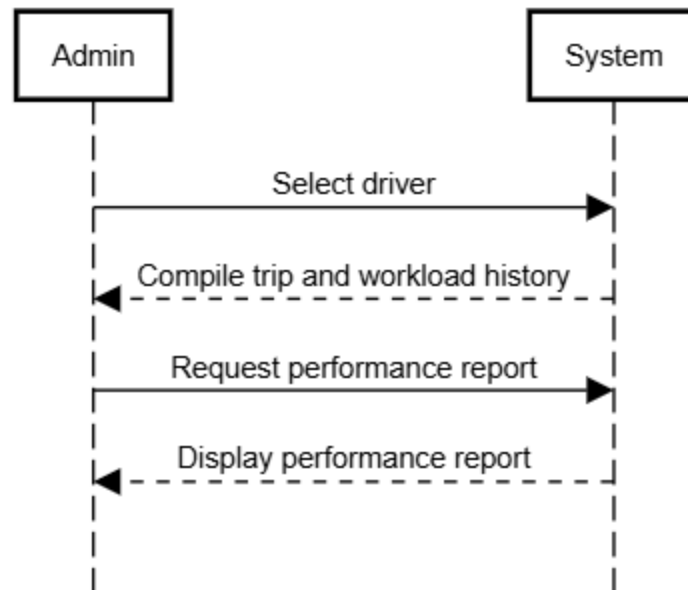 Admin
System
Select driver
Compile trip and workload history
Request performance report
Display performance report